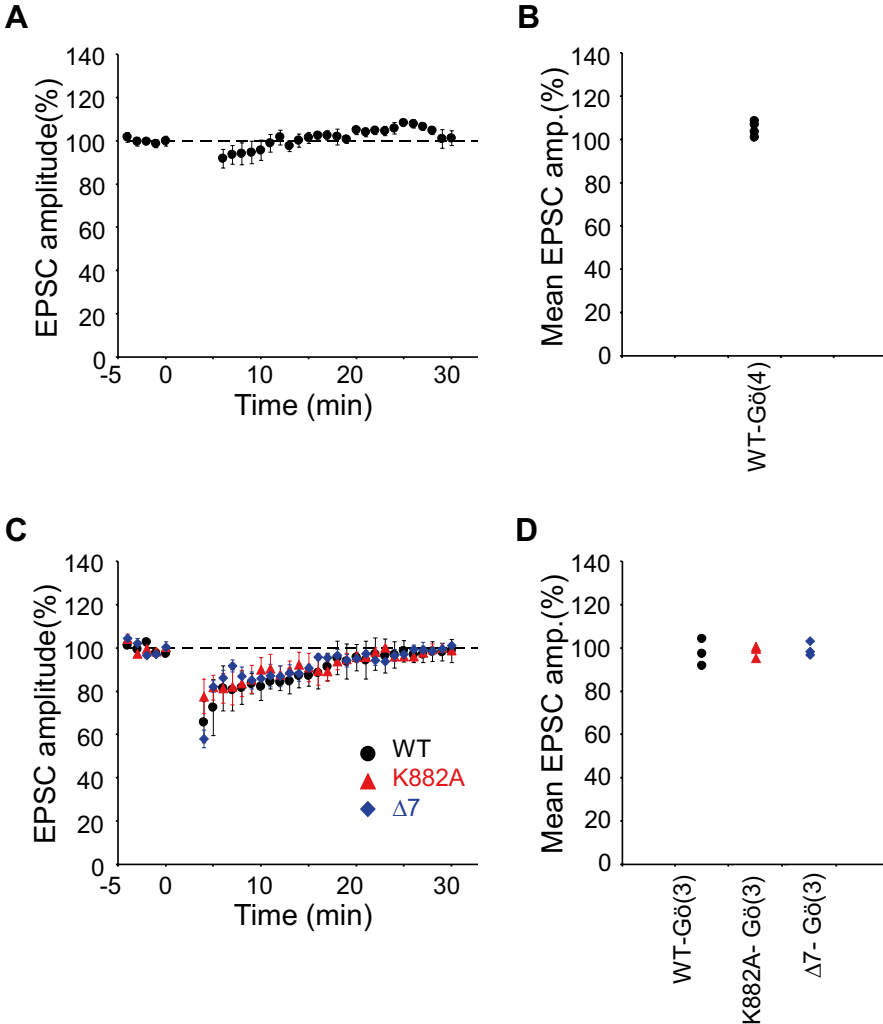 A
EPSC amplitude(%)
140
120
100
80
60
40
20
0
-5
0
10
20
30
Time (min)
B
Mean EPSC amp.(%)
140
120
100
80
60
40
20
0
WT-Gö(4)
C
EPSC amplitude(%)
140
120
100
80
60
40
20
0
-5
0
10
20
30
Time (min)
WT
K882A
Δ7
D
Mean EPSC amp.(%)
140
120
100
80
60
40
20
0
WT-Gö(3)
K882A- Gö(3)
Δ7- Gö(3)